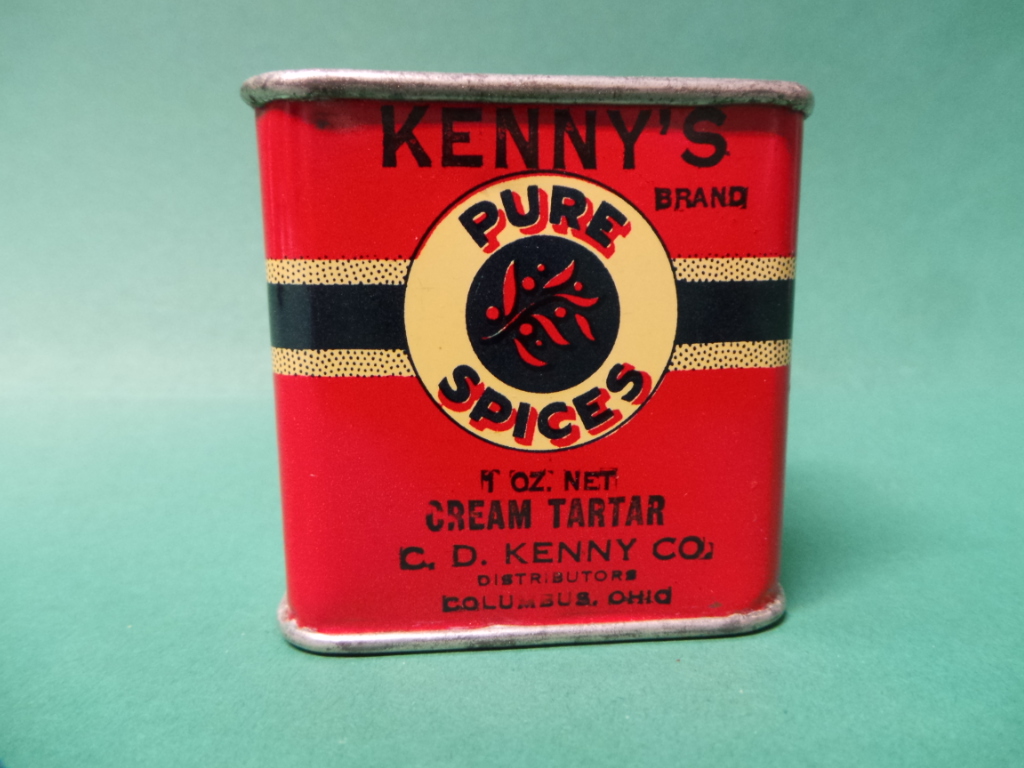 KENNY'S
BRAND
PURE
SPICES
1 OZ. NET
CREAM TARTAR
C. D. KENNY CO.
DISTRIBUTORS
COLUMBUS, OHIO